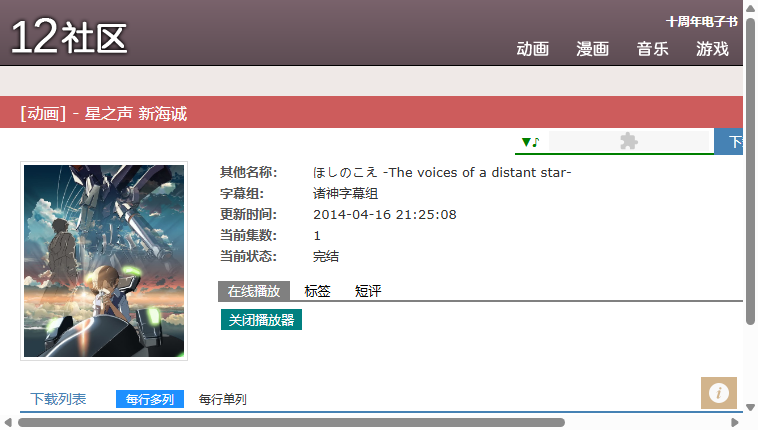 12社区
十周年电子书
动画 漫画 音乐 游戏
[动画] - 星之声 新海诚
▼♪
其他名称: ほしのこえ -The voices of a distant star-
字幕组: 诸神字幕组
更新时间: 2014-04-16 21:25:08
当前集数: 1
当前状态: 完结
在线播放 标签 短评
关闭播放器
下载列表 每行多列 每行单列